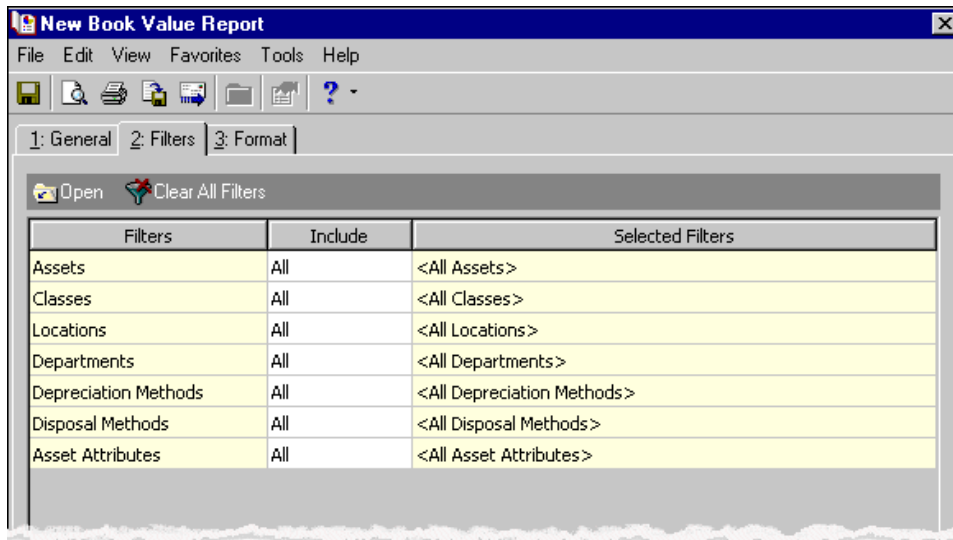 New Book Value Report
File Edit View Favorites Tools Help
?
1: General 2: Filters 3: Format
Open Clear All Filters
Filters Include Selected Filters
Assets All <All Assets>
Classes All <All Classes>
Locations All <All Locations>
Departments All <All Departments>
Depreciation Methods All <All Depreciation Methods>
Disposal Methods All <All Disposal Methods>
Asset Attributes All <All Asset Attributes>